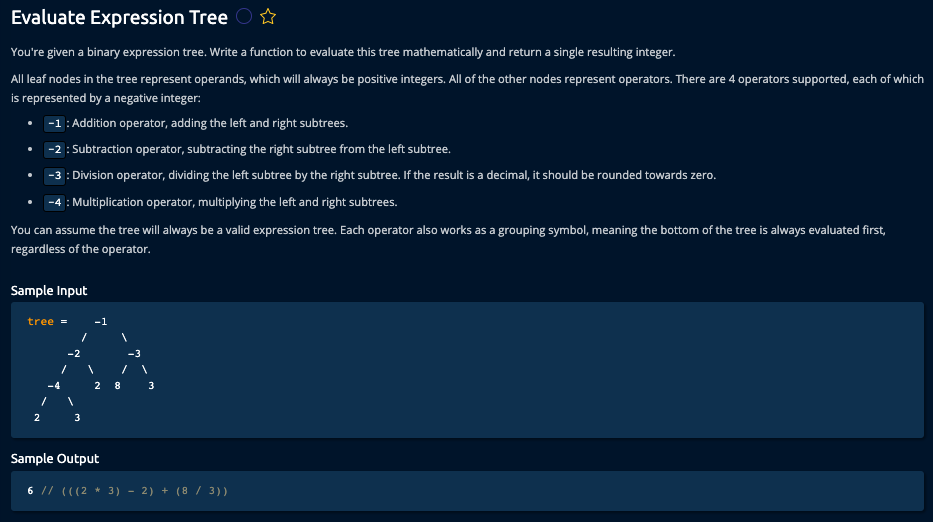 Evaluate Expression Tree
You're given a binary expression tree. Write a function to evaluate this tree mathematically and return a single resulting integer.
All leaf nodes in the tree represent operands, which will always be positive integers. All of the other nodes represent operators. There are 4 operators supported, each of which
is represented by a negative integer:
• -1 : Addition operator, adding the left and right subtrees.
• -2 : Subtraction operator, subtracting the right subtree from the left subtree.
• -3 : Division operator, dividing the left subtree by the right subtree. If the result is a decimal, it should be rounded towards zero.
• -4 : Multiplication operator, multiplying the left and right subtrees.
You can assume the tree will always be a valid expression tree. Each operator also works as a grouping symbol, meaning the bottom of the tree is always evaluated first,
regardless of the operator.
Sample Input
tree =    -1
        /     \
      -2       -3
     /   \    /  \
   -4     2  8    3
  /   \
 2     3
Sample Output
6 // (((2 * 3) - 2) + (8 / 3))